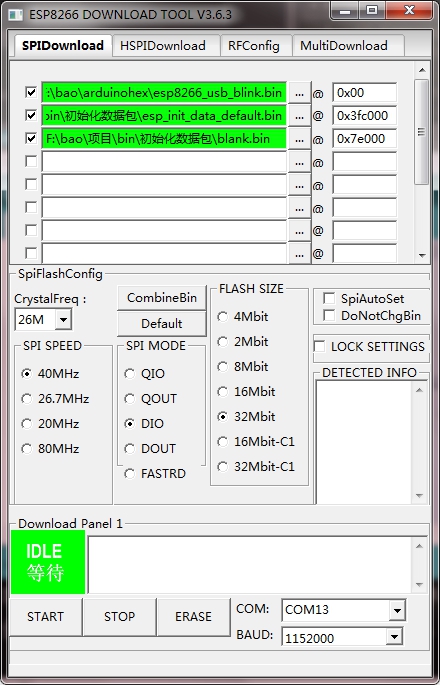 ESP8266 DOWNLOAD TOOL V3.6.3
SPIDownload HSPIDownload RFConfig MultiDownload
:\bao\arduinohex\esp8266_usb_blink.bin ... @ 0x00
bin\初始化数据包\esp_init_data_default.bin ... @ 0x3fc000
F:\bao\项目\bin\初始化数据包\blank.bin ... @ 0x7e000
... @
... @
... @
... @
... @
SpiFlashConfig
CrystalFreq :
26M
CombineBin
Default
SPI SPEED
40MHz
26.7MHz
20MHz
80MHz
SPI MODE
QIO
QOUT
DIO
DOUT
FASTRD
FLASH SIZE
4Mbit
2Mbit
8Mbit
16Mbit
32Mbit
16Mbit-C1
32Mbit-C1
SpiAutoSet
DoNotChgBin
LOCK SETTINGS
DETECTED INFO
Download Panel 1
IDLE
等待
START STOP ERASE
COM: COM13
BAUD: 1152000